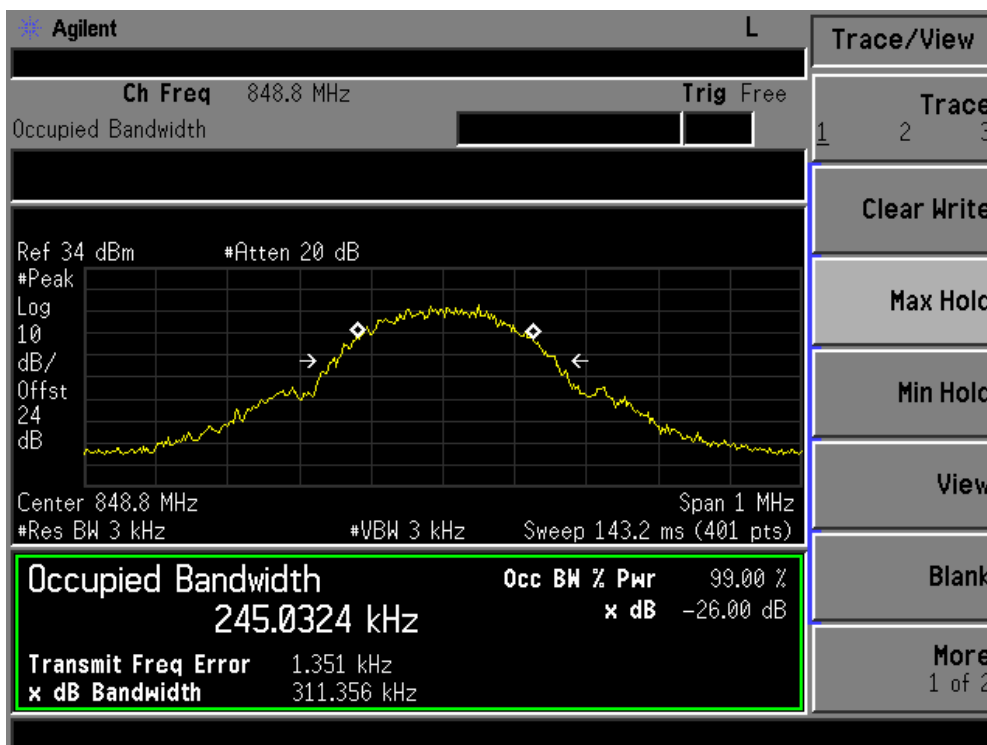 Agilent
L
Ch Freq 848.8 MHz
Trig Free
Occupied Bandwidth
Ref 34 dBm
#Atten 20 dB
#Peak
Log
10
dB/
Offst
24
dB
Center 848.8 MHz
Span 1 MHz
#Res BW 3 kHz
#VBW 3 kHz
Sweep 143.2 ms (401 pts)
Occupied Bandwidth
245.0324 kHz
Occ BW % Pwr 99.00 %
x dB -26.00 dB
Transmit Freq Error 1.351 kHz
x dB Bandwidth 311.356 kHz
Trace/View
Trace
1 2 3
Clear Write
Max Hold
Min Hold
View
Blank
More
1 of 2